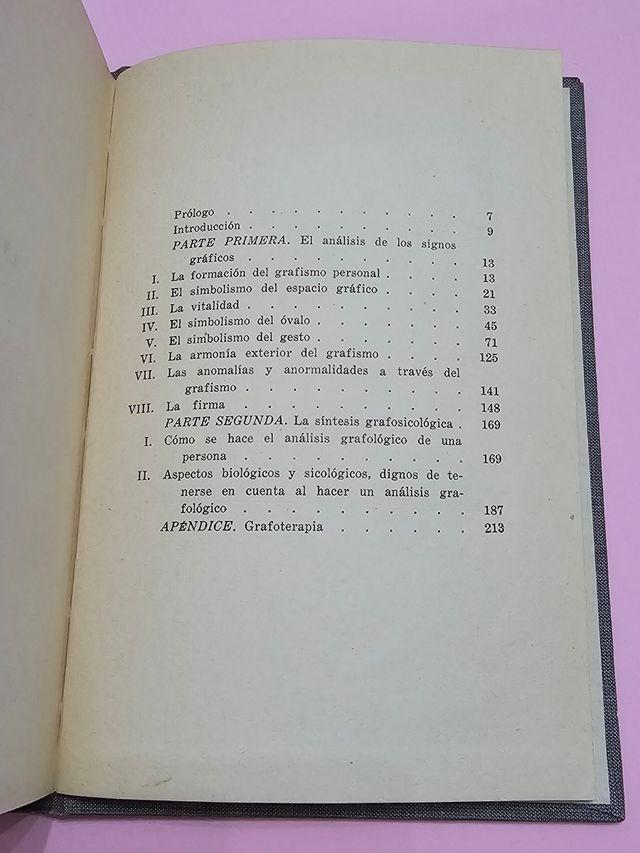 Prólogo . . . . . . . . . . . 7
Introducción . . . . . . . . . . 9
PARTE PRIMERA. El análisis de los signos
gráficos . . . . . . . . . . 13
I. La formación del grafismo personal . . . . 13
II. El simbolismo del espacio gráfico . . . . 21
III. La vitalidad . . . . . . . . . . 33
IV. El simbolismo del óvalo . . . . . . . 45
V. El simbolismo del gesto . . . . . . . 71
VI. La armonía exterior del grafismo . . . . 125
VII. Las anomalías y anormalidades a través del
grafismo . . . . . . . . . . 141
VIII. La firma . . . . . . . . . . . 148
PARTE SEGUNDA. La síntesis grafosicológica . 169
I. Cómo se hace el análisis grafológico de una
persona . . . . . . . . . . 169
II. Aspectos biológicos y sicológicos, dignos de te-
nerse en cuenta al hacer un análisis gra-
fológico . . . . . . . . . . 187
APÉNDICE. Grafoterapia . . . . . . 213